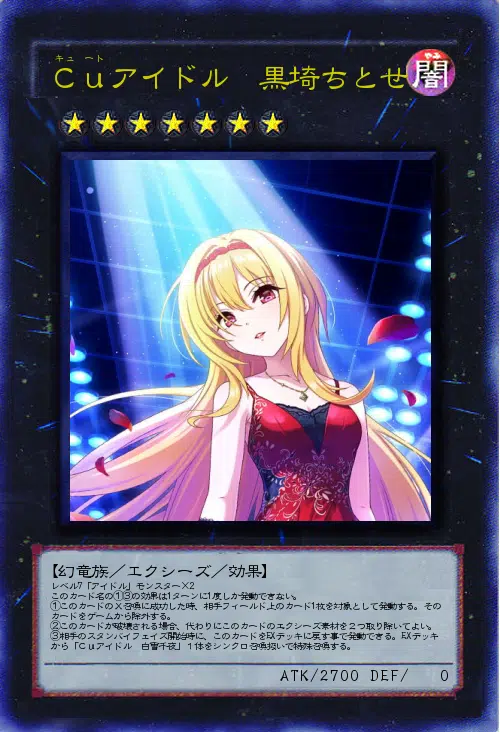 キュート
Ｃｕアイドル　黒埼ちとせ
やみ
闇
【幻竜族／エクシーズ／効果】
レベル7「アイドル」モンスター×2
このカード名の①③の効果は1ターンに1度しか発動できない。
①このカードのX召喚に成功した時、相手フィールド上のカード1枚を対象として発動する。その
カードをゲームから除外する。
②このカードが破壊される場合、代わりにこのカードのエクシーズ素材を２つ取り除いてよい。
③相手のスタンバイフェイズ開始時に、このカードをEXデッキに戻す事で発動できる。EXデッキ
から「Ｃｕアイドル　白雪千夜」１体をシンクロ召喚扱いで特殊召喚する。
ATK/2700 DEF/　　0